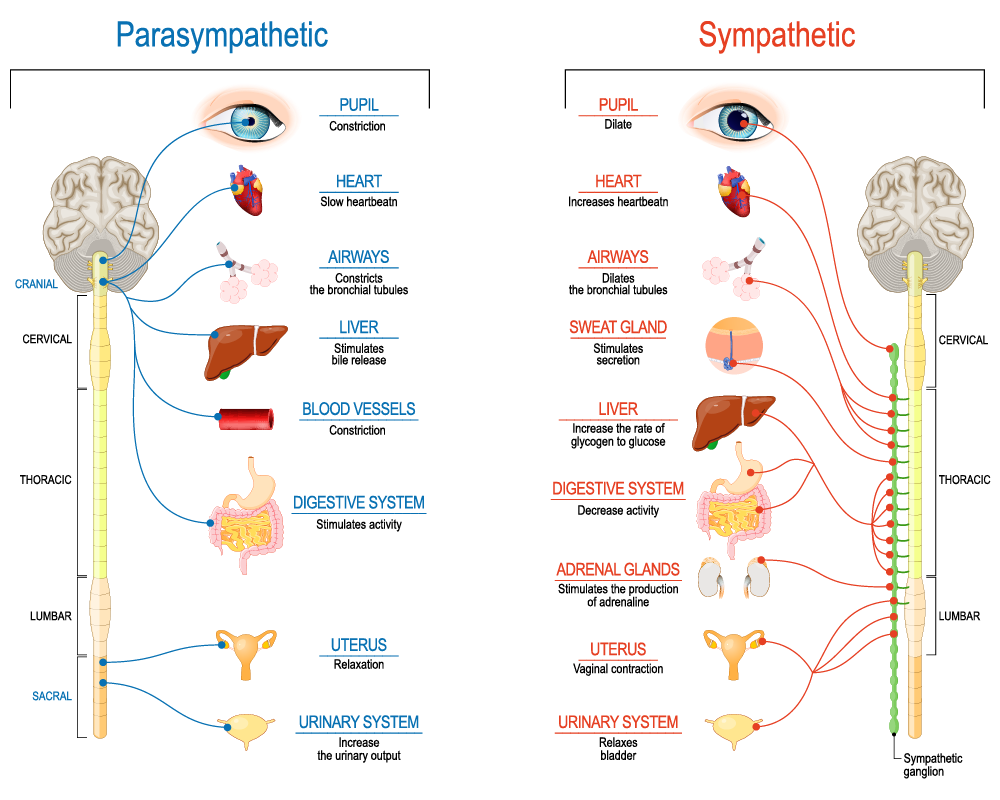 Parasympathetic
PUPIL
Constriction
HEART
Slow heartbeatn
AIRWAYS
Constricts
the bronchial tubules
LIVER
Stimulates
bile release
BLOOD VESSELS
Constriction
DIGESTIVE SYSTEM
Stimulates activity
UTERUS
Relaxation
URINARY SYSTEM
Increase
the urinary output
CRANIAL
CERVICAL
THORACIC
LUMBAR
SACRAL
Sympathetic
PUPIL
Dilate
HEART
Increases heartbeatn
AIRWAYS
Dilates
the bronchial tubules
SWEAT GLAND
Stimulates
secretion
LIVER
Increase the rate of
glycogen to glucose
DIGESTIVE SYSTEM
Decrease activity
ADRENAL GLANDS
Stimulates the production
of adrenaline
UTERUS
Vaginal contraction
URINARY SYSTEM
Relaxes
bladder
CERVICAL
THORACIC
LUMBAR
Sympathetic
ganglion